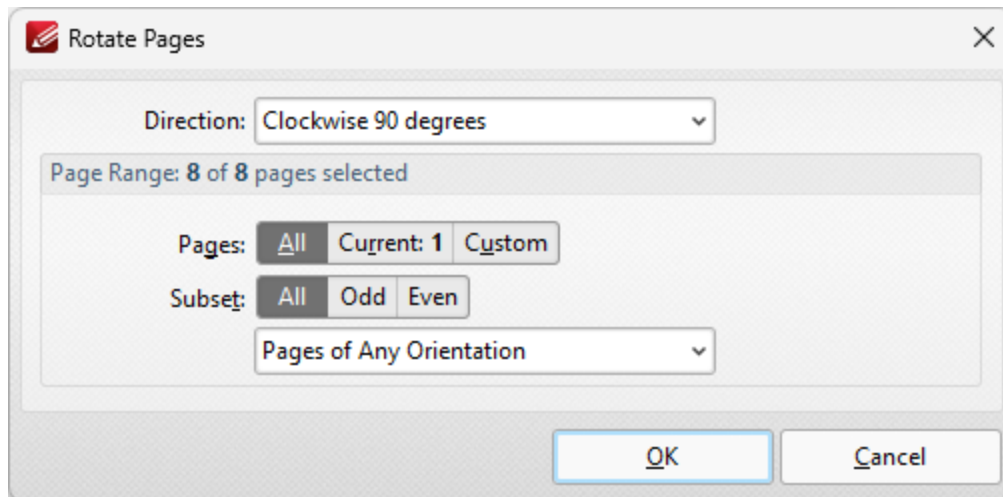 Rotate Pages
Direction: Clockwise 90 degrees
Page Range: 8 of 8 pages selected
Pages: All Current: 1 Custom
Subset: All Odd Even
Pages of Any Orientation
OK Cancel